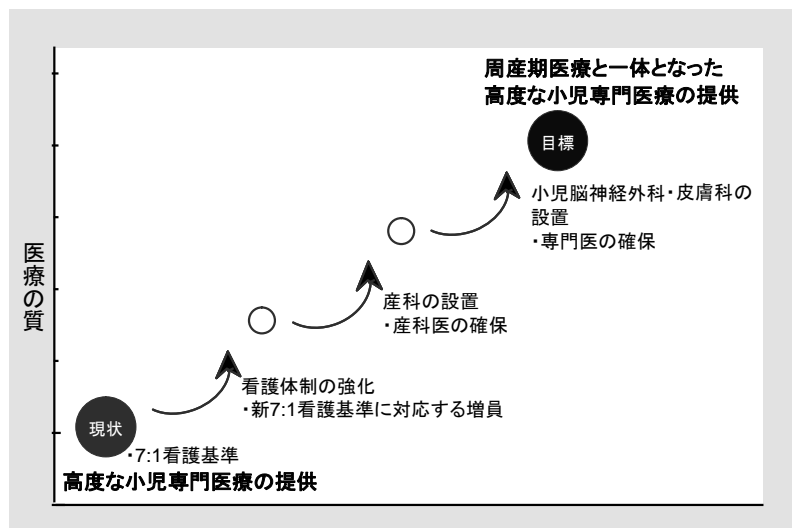 周産期医療と一体となった
高度な小児専門医療の提供
目標
小児脳神経外科・皮膚科の
設置
・専門医の確保
医療の質
産科の設置
・産科医の確保
看護体制の強化
・新7:1看護基準に対応する増員
現状
・7:1看護基準
高度な小児専門医療の提供